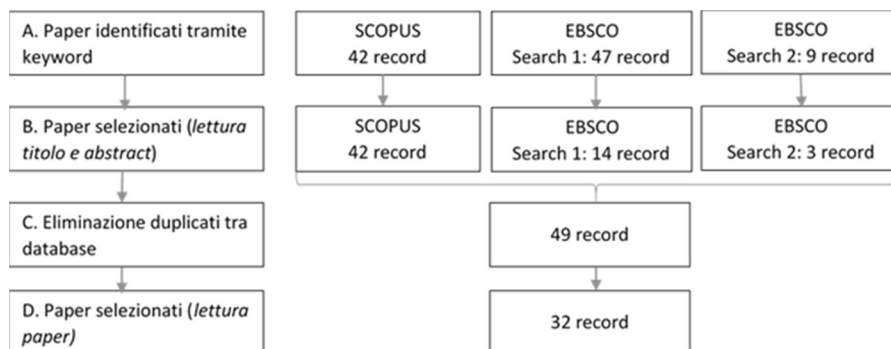 A. Paper identificati tramite
keyword
SCOPUS
42 record
EBSCO
Search 1: 47 record
EBSCO
Search 2: 9 record
B. Paper selezionati (lettura
titolo e abstract)
SCOPUS
42 record
EBSCO
Search 1: 14 record
EBSCO
Search 2: 3 record
C. Eliminazione duplicati tra
database
49 record
D. Paper selezionati (lettura
paper)
32 record